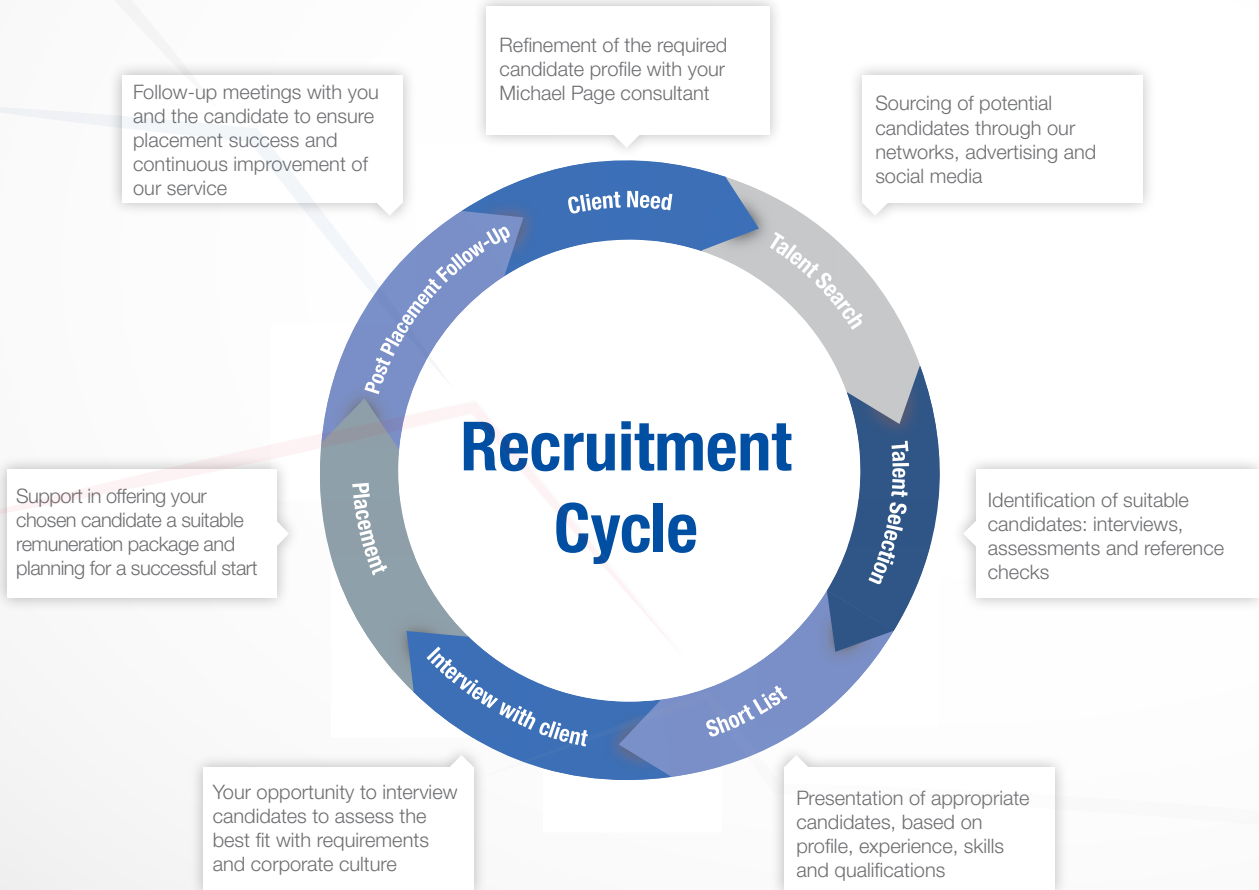 Refinement of the required
candidate profile with your
Michael Page consultant
Follow-up meetings with you
and the candidate to ensure
placement success and
continuous improvement of
our service
Sourcing of potential
candidates through our
networks, advertising and
social media
Client Need
Talent Search
Post Placement Follow-Up
Recruitment
Cycle
Talent Selection
Placement
Support in offering your
chosen candidate a suitable
remuneration package and
planning for a successful start
Identification of suitable
candidates: interviews,
assessments and reference
checks
Interview with client
Short List
Your opportunity to interview
candidates to assess the
best fit with requirements
and corporate culture
Presentation of appropriate
candidates, based on
profile, experience, skills
and qualifications